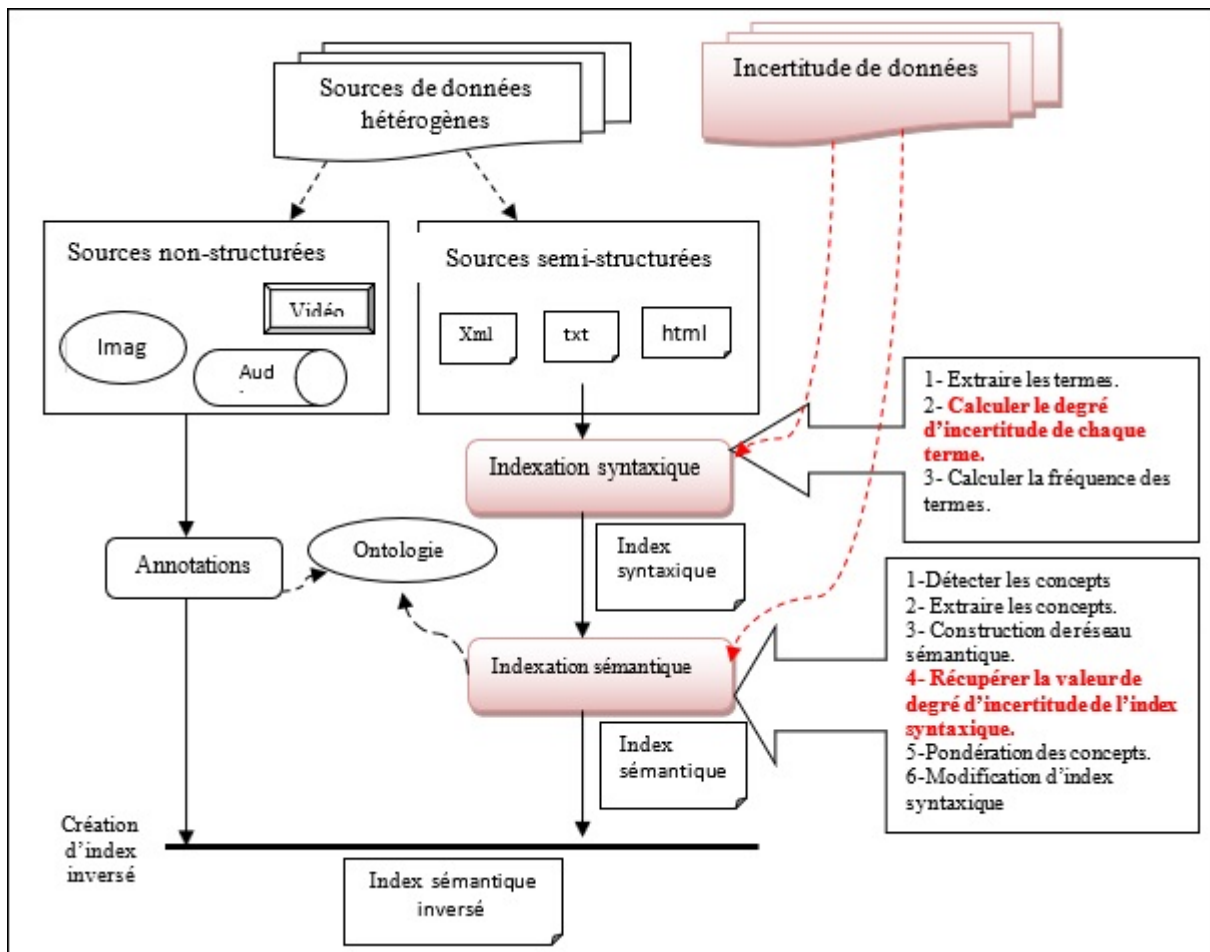 Sources de données
hétérogènes
Incertitude de données
Sources non-structurées
Vidéo
Imag
Aud
Sources semi-structurées
Xml
txt
html
1- Extraire les termes.
2- Calculer le degré
d'incertitude de chaque
terme.
3- Calculer la fréquence des
termes.
Indexation syntaxique
Annotations
Ontologie
Index
syntaxique
1-Détecter les concepts
2- Extraire les concepts.
3- Construction de réseau
sémantique.
4- Récupérer la valeur de
degré d'incertitude de l'index
syntaxique.
5-Pondération des concepts.
6-Modification d'index
syntaxique
Indexation sémantique
Index
sémantique
Création
d'index
inversé
Index sémantique
inversé